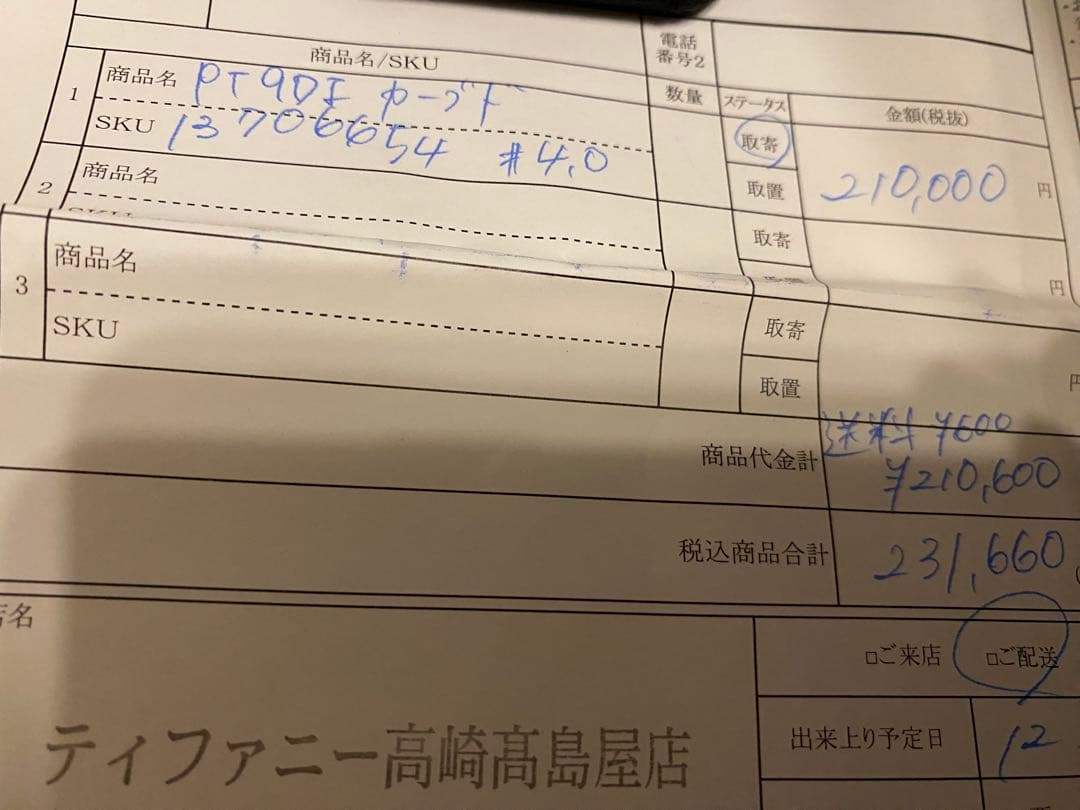 電話
番号2
商品名/SKU
数量
ステータス
金額(税抜)
1
商品名 PT9DI カーブド
SKU 13706654 #4.0
取寄
取置
210,000 円
2
商品名
取寄
円
3
商品名
SKU
取寄
取置
円
送料 ¥600
商品代金計
¥210,600
税込商品合計
231,660
店名
□ご来店
□ご配送
ティファニー高崎髙島屋店
出来上り予定日
12